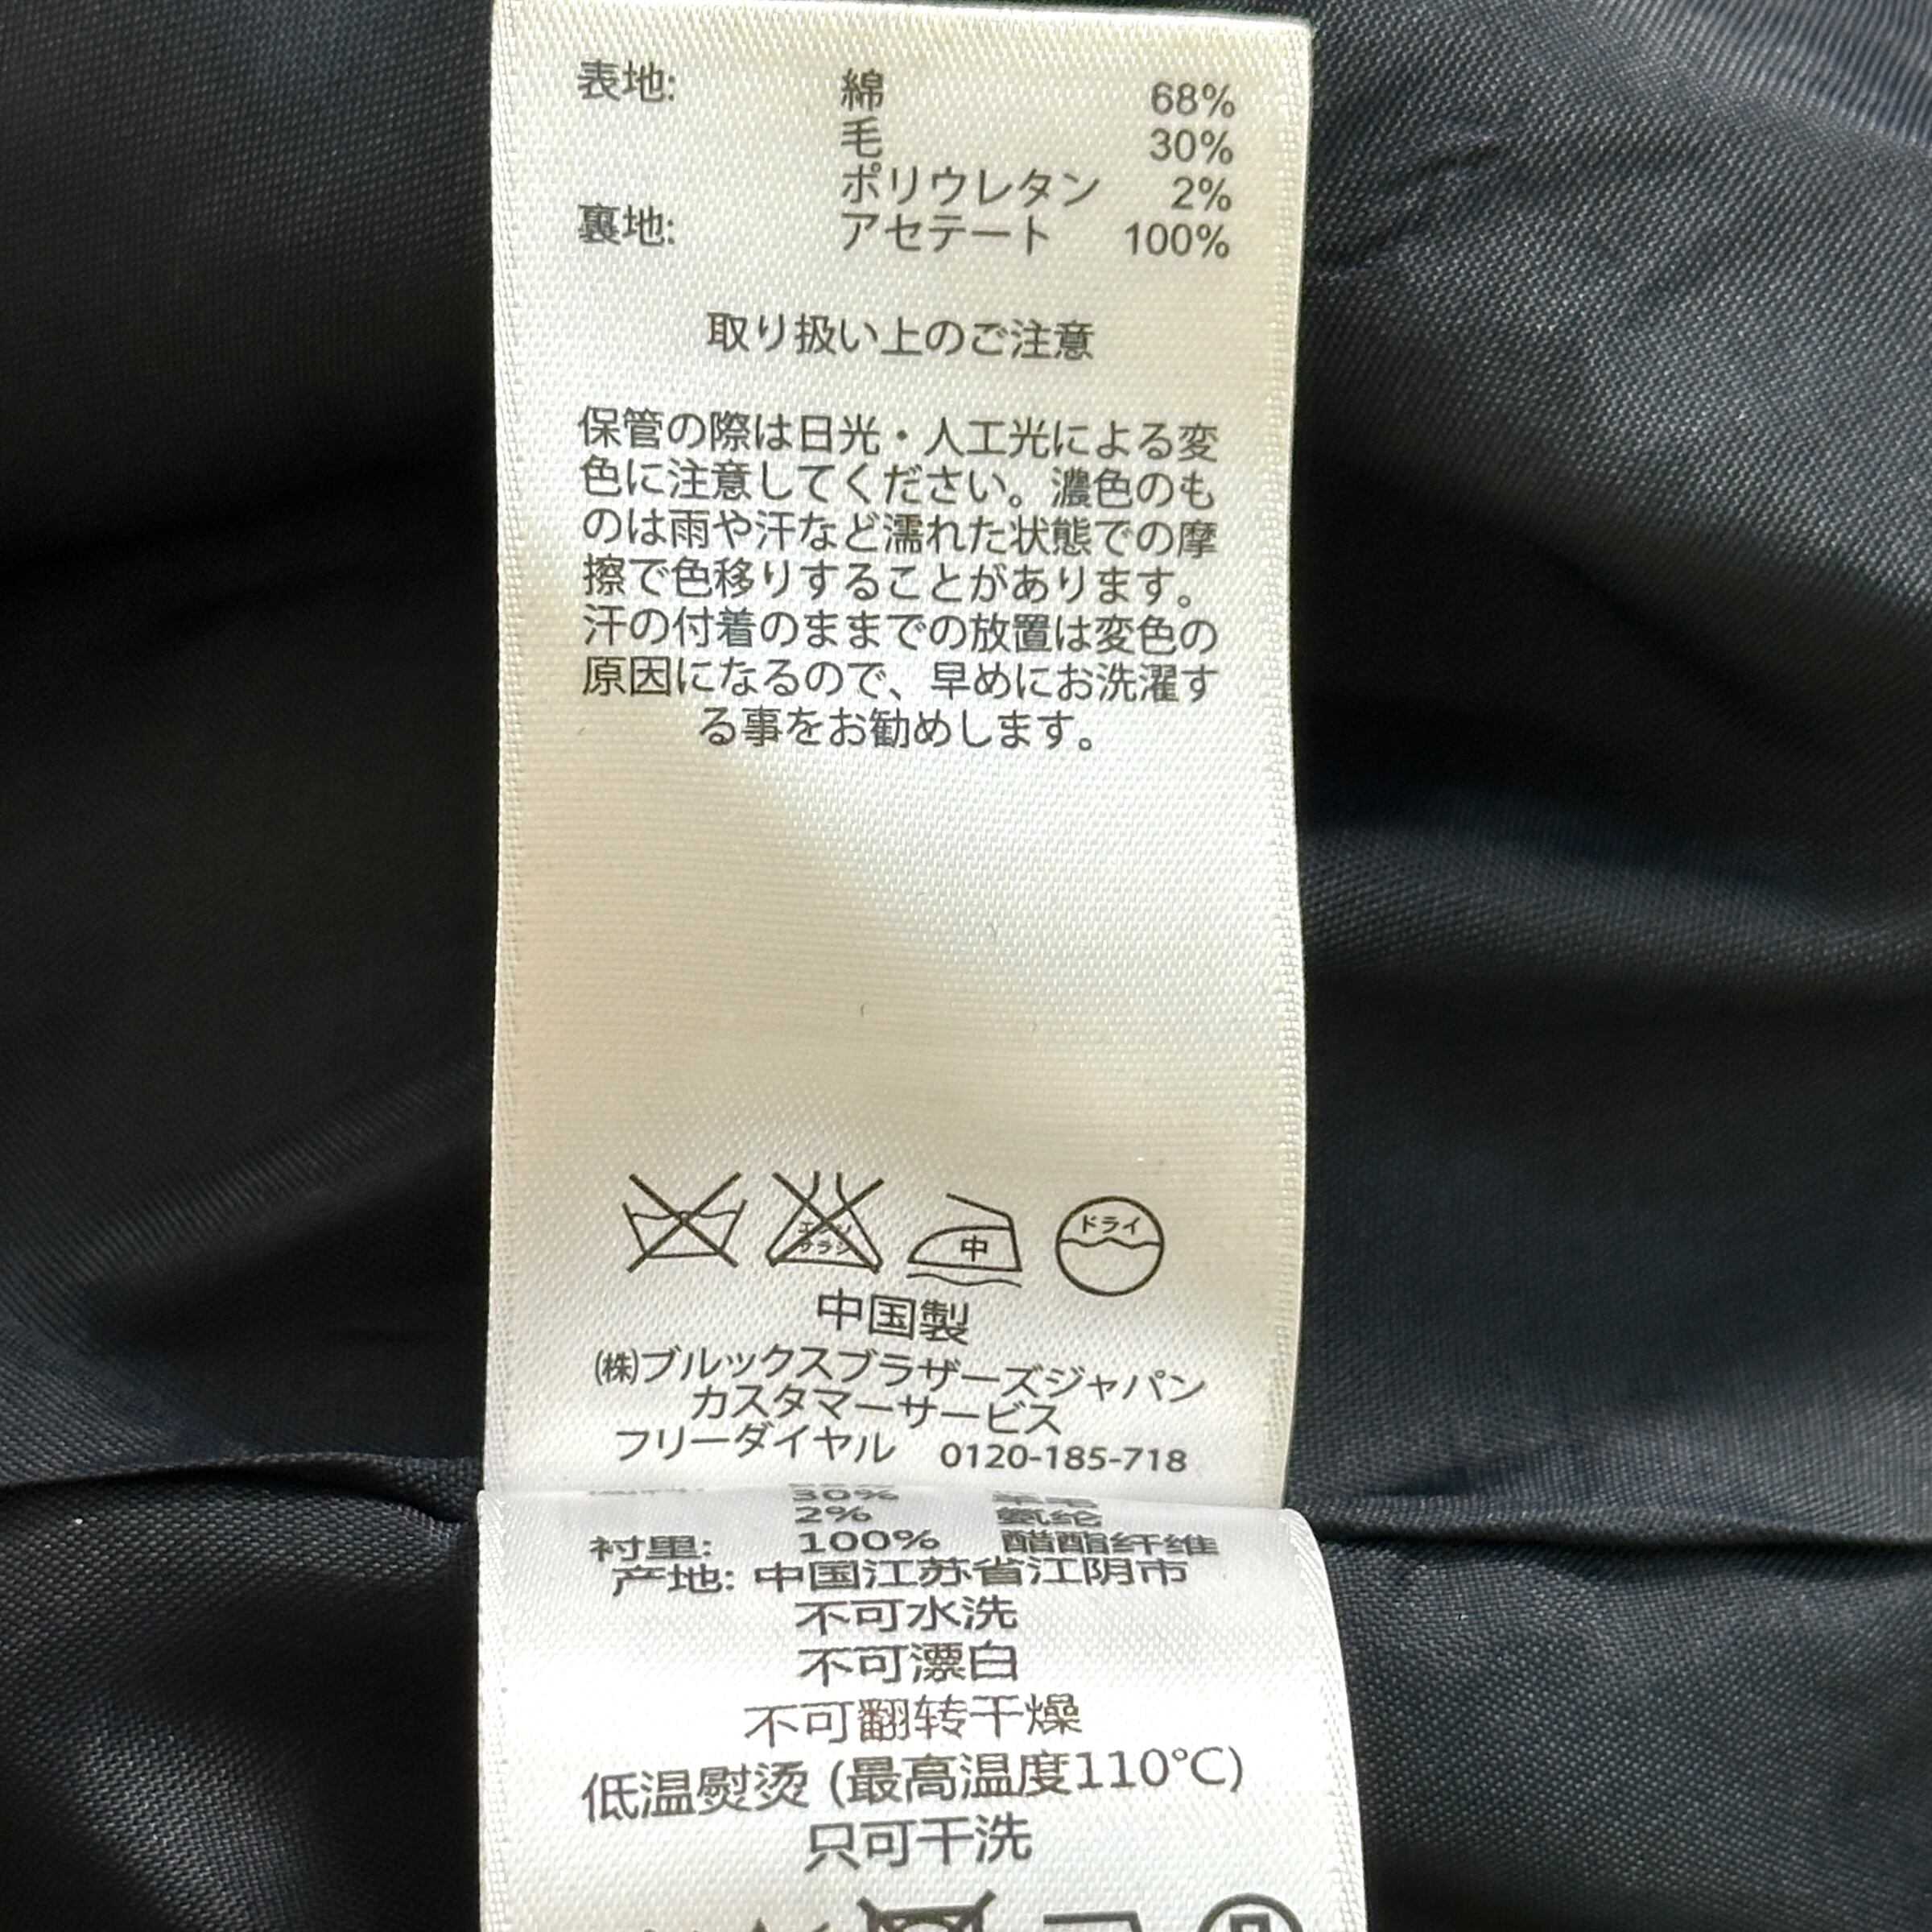 表地: 綿 68%
毛 30%
ポリウレタン 2%
裏地: アセテート 100%
取り扱い上のご注意
保管の際は日光・人工光による変
色に注意してください。濃色のも
のは雨や汗など濡れた状態での摩
擦で色移りすることがあります。
汗の付着のままでの放置は変色の
原因になるので、早めにお洗濯す
る事をお勧めします。
エンソ
サラシ
中
ドライ
中国製
㈱ブルックスブラザーズジャパン
カスタマーサービス
フリーダイヤル 0120-185-718
30%
2% 氨纶
衬里: 100% 醋酯纤维
产地: 中国江苏省江阴市
不可水洗
不可漂白
不可翻转干燥
低温熨烫 (最高温度110°C)
只可干洗